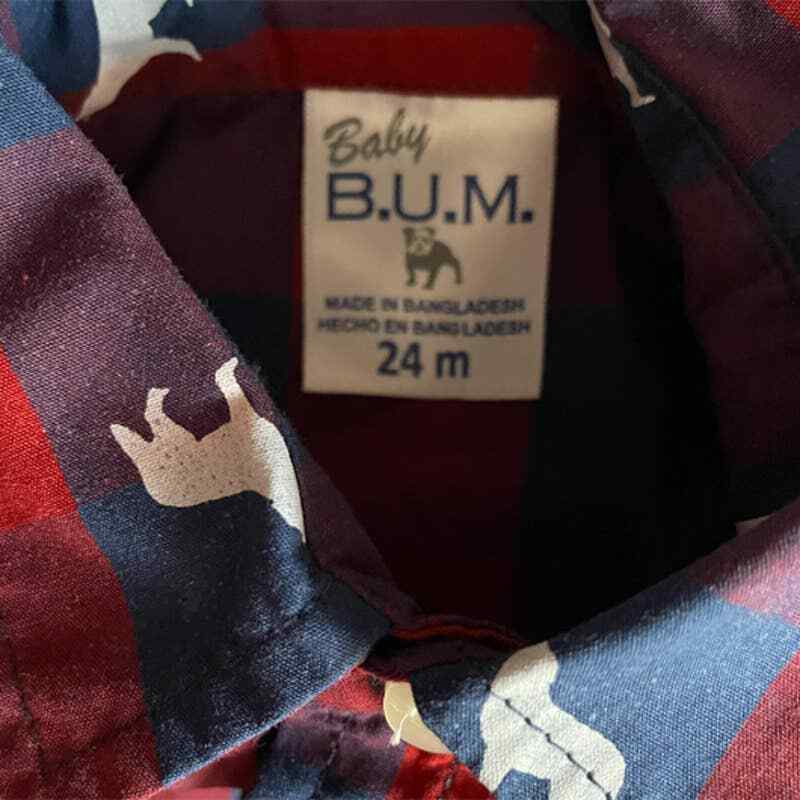 Baby
B.U.M.
MADE IN BANGLADESH
HECHO EN BANGLADESH
24 m